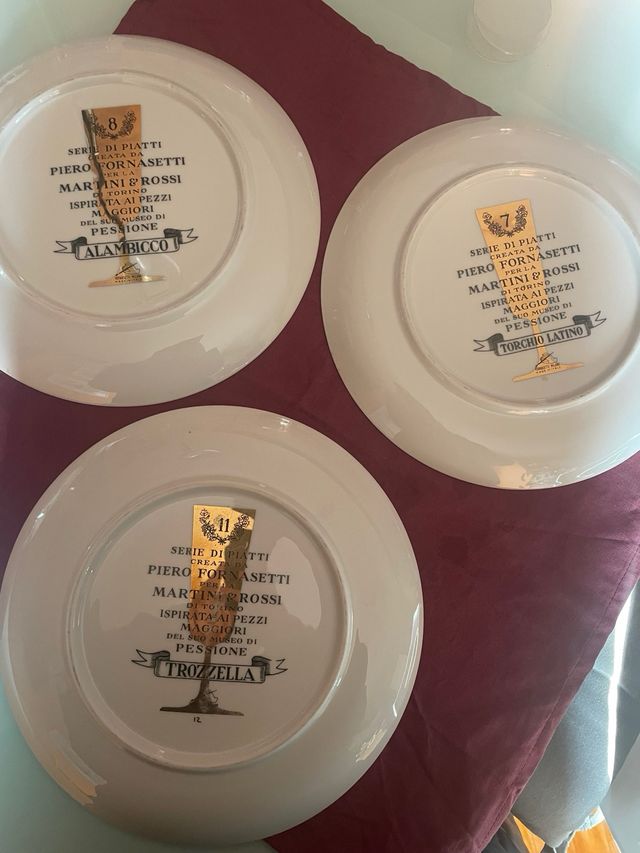 8
SERIE DI PIATTI
CREATA DA
PIERO FORNASETTI
PER LA
MARTINI & ROSSI
DI TORINO
ISPIRATA AI PEZZI
MAGGIORI
DEL SUO MUSEO DI
PESSIONE
ALAMBICCO
7
SERIE DI PIATTI
CREATA DA
PIERO FORNASETTI
PER LA
MARTINI & ROSSI
DI TORINO
ISPIRATA AI PEZZI
MAGGIORI
DEL SUO MUSEO DI
PESSIONE
TORCHIO LATINO
11
SERIE DI PIATTI
CREATA DA
PIERO FORNASETTI
PER LA
MARTINI & ROSSI
DI TORINO
ISPIRATA AI PEZZI
MAGGIORI
DEL SUO MUSEO DI
PESSIONE
TROZZELLA
12